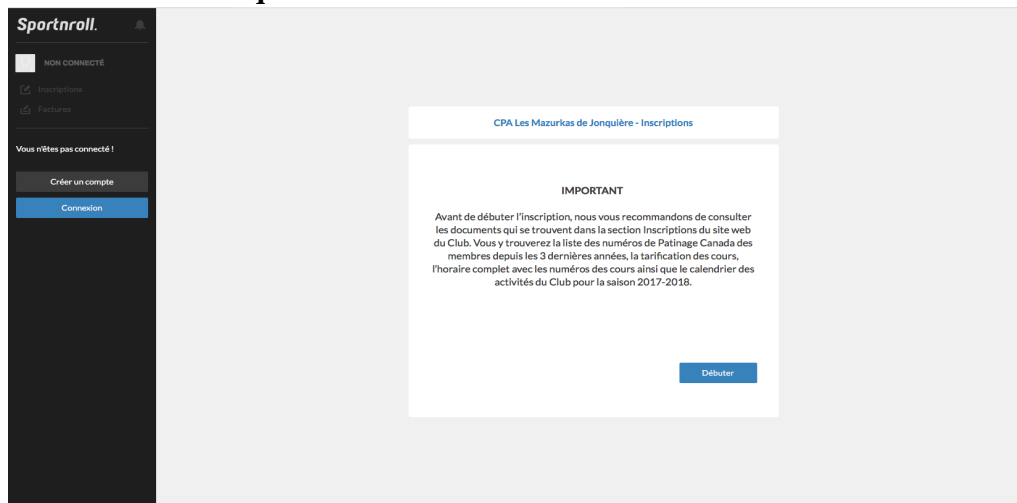 Sportnroll.
NON CONNECTÉ
Inscriptions
Factures
Vous n'êtes pas connecté !
Créer un compte
Connexion
CPA Les Mazurkas de Jonquière - Inscriptions
IMPORTANT
Avant de débuter l'inscription, nous vous recommandons de consulter
les documents qui se trouvent dans la section Inscriptions du site web
du Club. Vous y trouverez la liste des numéros de Patinage Canada des
membres depuis les 3 dernières années, la tarification des cours,
l'horaire complet avec les numéros des cours ainsi que le calendrier des
activités du Club pour la saison 2017-2018.
Débuter